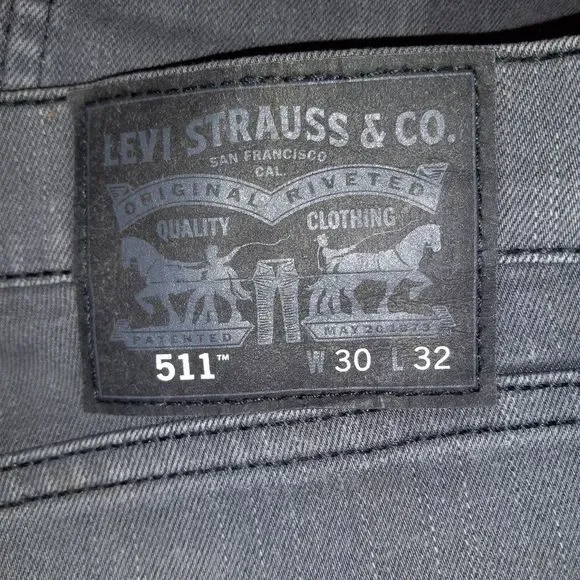 LEVI STRAUSS & CO.
SAN FRANCISCO
CAL.
ORIGINAL RIVETED
QUALITY CLOTHING
PATENTED MAY 20 1873
511™ W 30 L 32